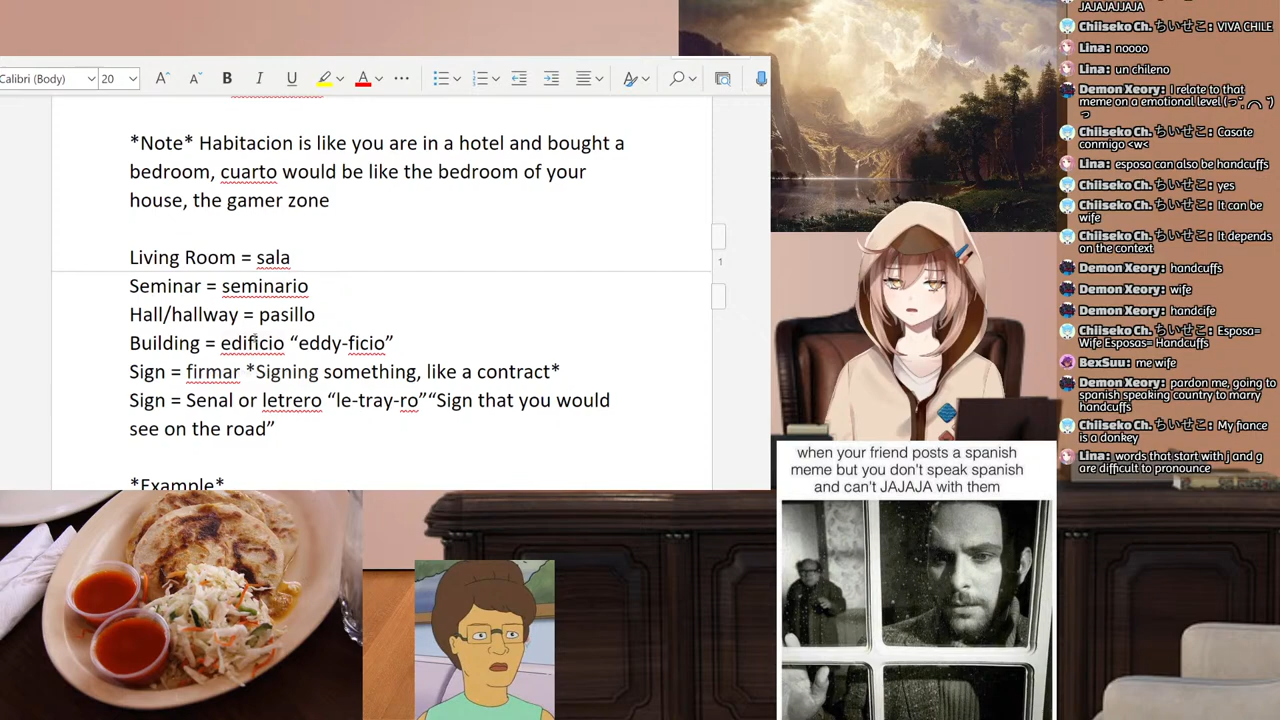 Calibri (Body)
20
B
I
U
A
*Note* Habitacion is like you are in a hotel and bought a
bedroom, cuarto would be like the bedroom of your
house, the gamer zone
Living Room = sala
Seminar = seminario
Hall/hallway = pasillo
Building = edificio “eddy-ficio”
Sign = firmar *Signing something, like a contract*
Sign = Senal or letrero “le-tray-ro”“Sign that you would
see on the road”
*Example*
1
JAJAJAJJAJA
Chiiseko Ch. ちいせこ: VIVA CHILE
Lina: noooo
Lina: un chileno
Demon Xeory: I relate to that
meme on a emotional level
Chiiseko Ch. ちいせこ: Casate
conmigo <w<
Lina: esposa can also be handcuffs
Chiiseko Ch. ちいせこ: yes
Chiiseko Ch. ちいせこ: It can be
wife
Chiiseko Ch. ちいせこ: It depends
on the context
Demon Xeory: handcuffs
Demon Xeory: wife
Demon Xeory: handcife
Chiiseko Ch. ちいせこ: Esposa=
Wife Esposas= Handcuffs
BexSuu: me wife
Demon Xeory: pardon me, going to
spanish speaking country to marry
handcuffs
Chiiseko Ch. ちいせこ: My fiance
is a donkey
Lina: words that start with j and g
are difficult to pronounce
when your friend posts a spanish
meme but you don't speak spanish
and can't JAJAJA with them